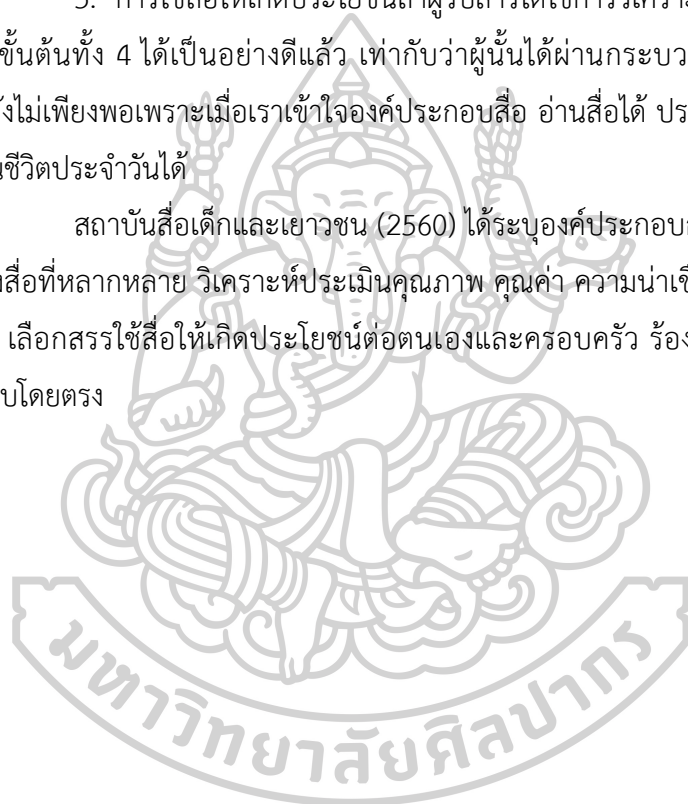 5. การใช้สื่อให้เกิดประโยชน์ถ้าผู้รับสารได้ใช้การวิเคราะ
ขั้นต้นทั้ง 4 ได้เป็นอย่างดีแล้ว เท่ากับว่าผู้นั้นได้ผ่านกระบว
ังไม่เพียงพอเพราะเมื่อเราเข้าใจองค์ประกอบสื่อ อ่านสื่อได้ ประ
นชีวิตประจำวันได้
สถาบันสื่อเด็กและเยาวชน (2560) ได้ระบุองค์ประกอบก
งสื่อที่หลากหลาย วิเคราะห์ประเมินคุณภาพ คุณค่า ความน่าเชื
เลือกสรรใช้สื่อให้เกิดประโยชน์ต่อตนเองและครอบครัว ร้อง
บโดยตรง
มหาวิทยาลัยศิลปากร